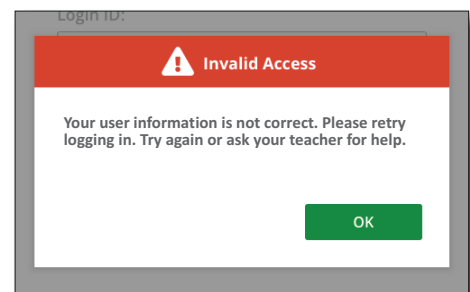 Login ID:
Invalid Access
Your user information is not correct. Please retry
logging in. Try again or ask your teacher for help.
OK